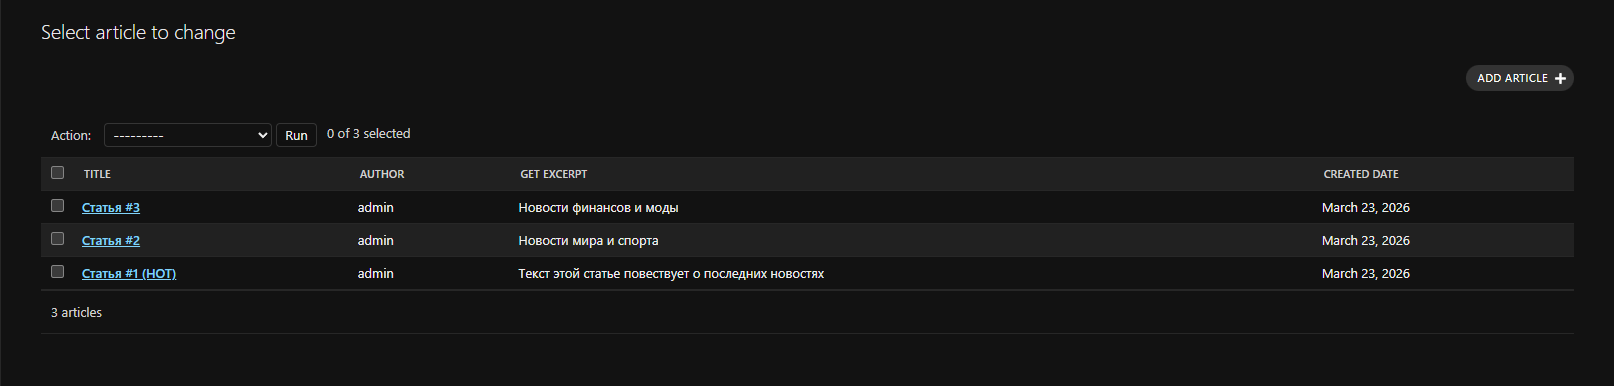 Select article to change
ADD ARTICLE
Action: --------- Run 0 of 3 selected
TITLE AUTHOR GET EXCERPT CREATED DATE
Статья #3 admin Новости финансов и моды March 23, 2026
Статья #2 admin Новости мира и спорта March 23, 2026
Статья #1 (HOT) admin Текст этой статье повествует о последних новостях March 23, 2026
3 articles